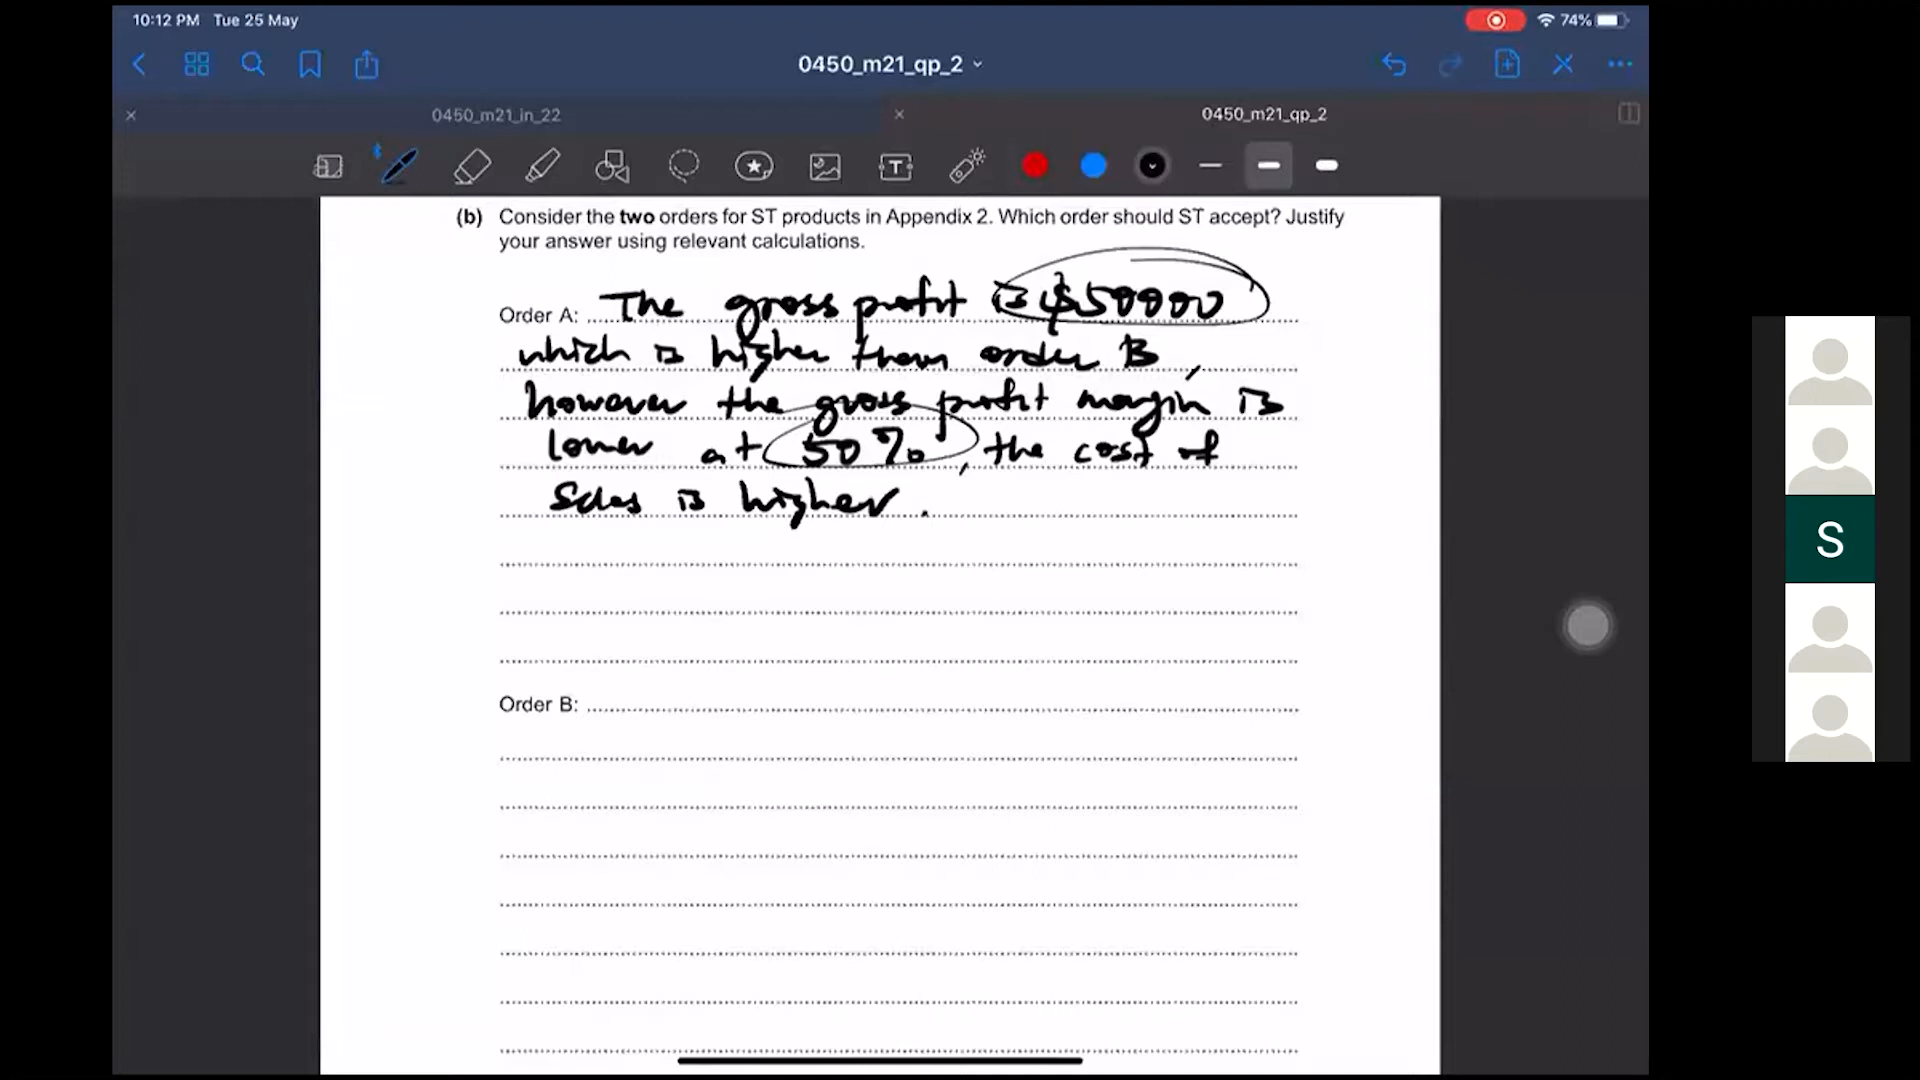 10:12 PM Tue 25 May
74%
0450_m21_qp_2
0450_m21_in_22
0450_m21_qp_2
T
(b) Consider the two orders for ST products in Appendix 2. Which order should ST accept? Justify
your answer using relevant calculations.
Order A: The gross profit is $50000
which is higher than order B,
however the gross profit margin is
lower at 50%, the cost of
Sales is higher.
Order B:
S